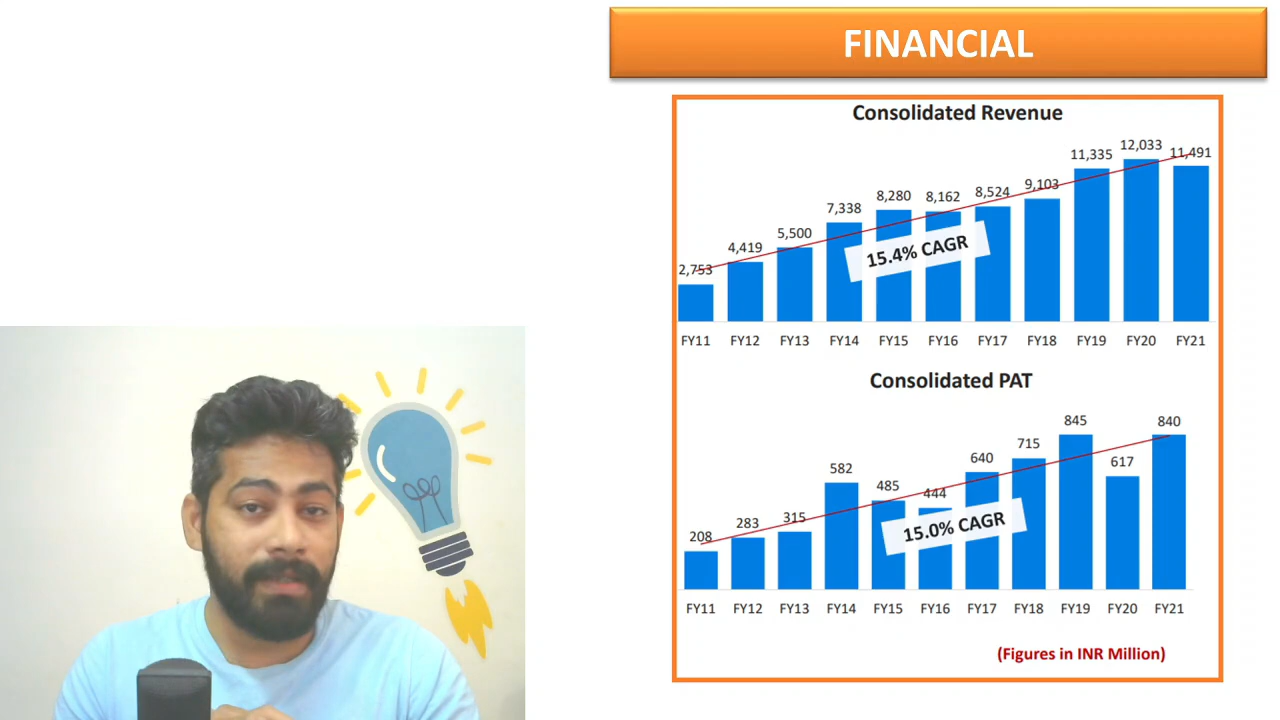 FINANCIAL
Consolidated Revenue
2,753 4,419 5,500 7,338 8,280 8,162 8,524 9,103 11,335 12,033 11,491
15.4% CAGR
FY11 FY12 FY13 FY14 FY15 FY16 FY17 FY18 FY19 FY20 FY21
Consolidated PAT
208 283 315 582 485 444 640 715 845 617 840
15.0% CAGR
FY11 FY12 FY13 FY14 FY15 FY16 FY17 FY18 FY19 FY20 FY21
(Figures in INR Million)